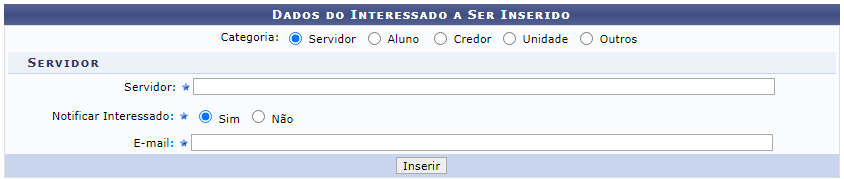 Dados do Interessado a Ser Inserido
Categoria: Servidor Aluno Credor Unidade Outros
Servidor
Servidor:
Notificar Interessado: Sim Não
E-mail:
Inserir